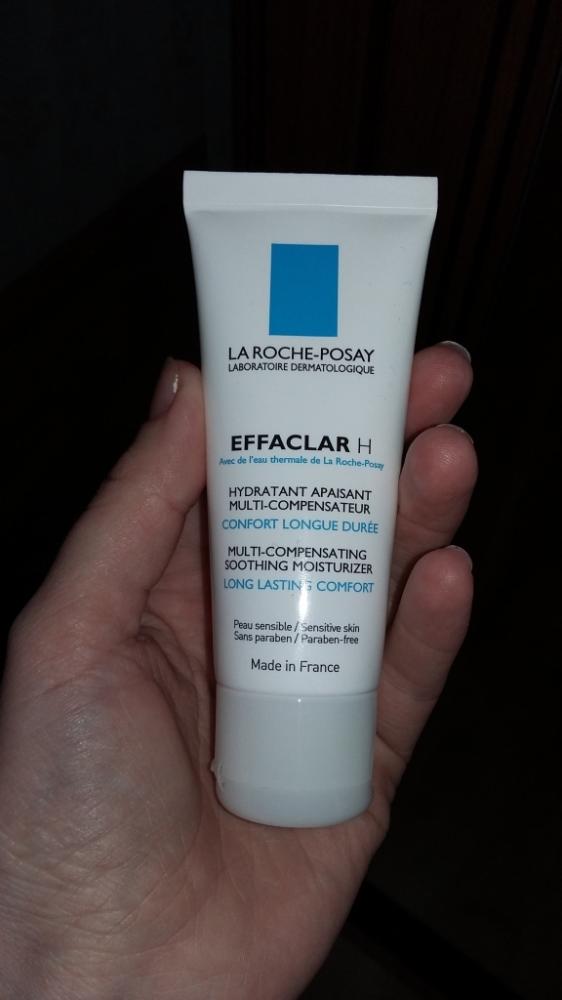 LA ROCHE-POSAY
LABORATOIRE DERMATOLOGIQUE
EFFACLAR H
Avec de l'eau thermale de La Roche-Posay
HYDRATANT APAISANT
MULTI-COMPENSATEUR
CONFORT LONGUE DURÉE
MULTI-COMPENSATING
SOOTHING MOISTURIZER
LONG LASTING COMFORT
Peau sensible / Sensitive skin
Sans paraben / Paraben-free
Made in France